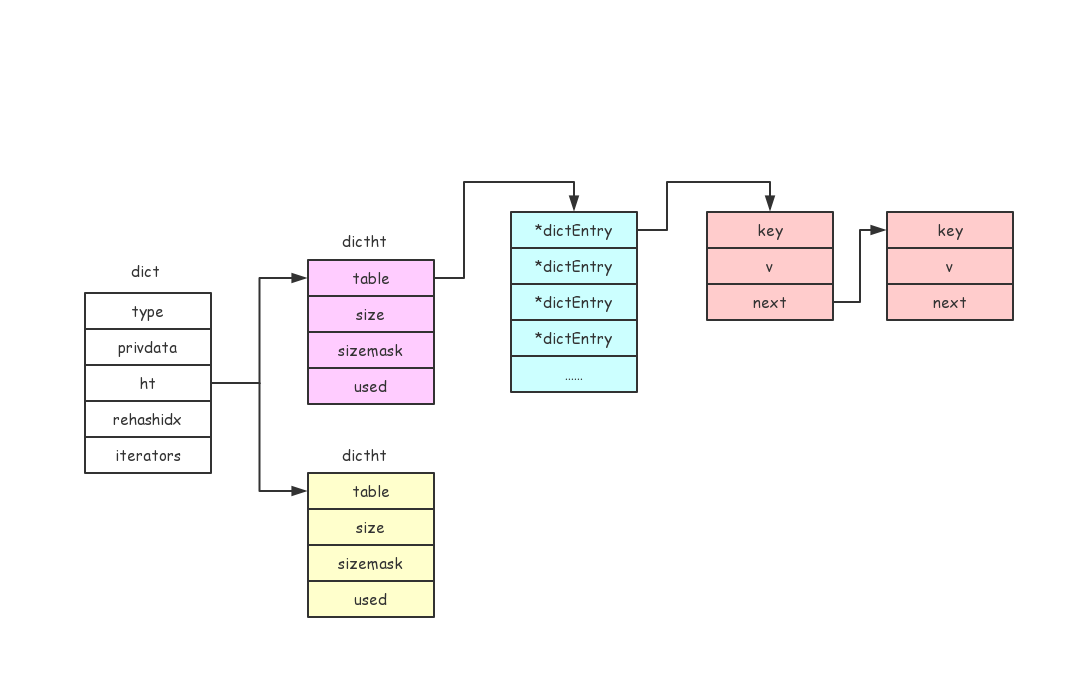 dict
type
privdata
ht
rehashidx
iterators
dictht
table
size
sizemask
used
dictht
table
size
sizemask
used
*dictEntry
*dictEntry
*dictEntry
*dictEntry
......
key
v
next
key
v
next